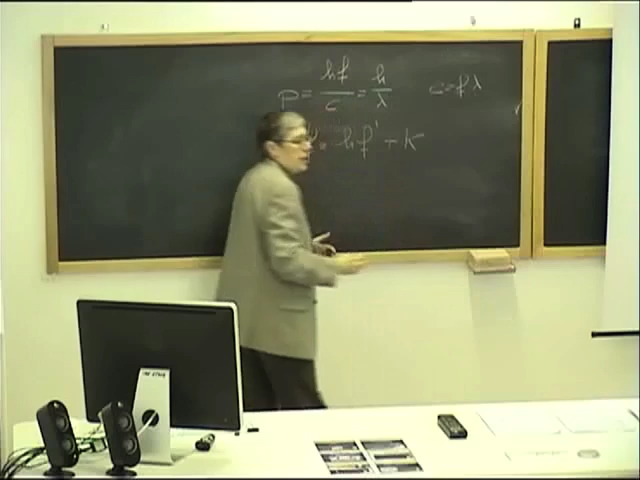 p = hf/c = h/λ c = fλ
= hf' + K